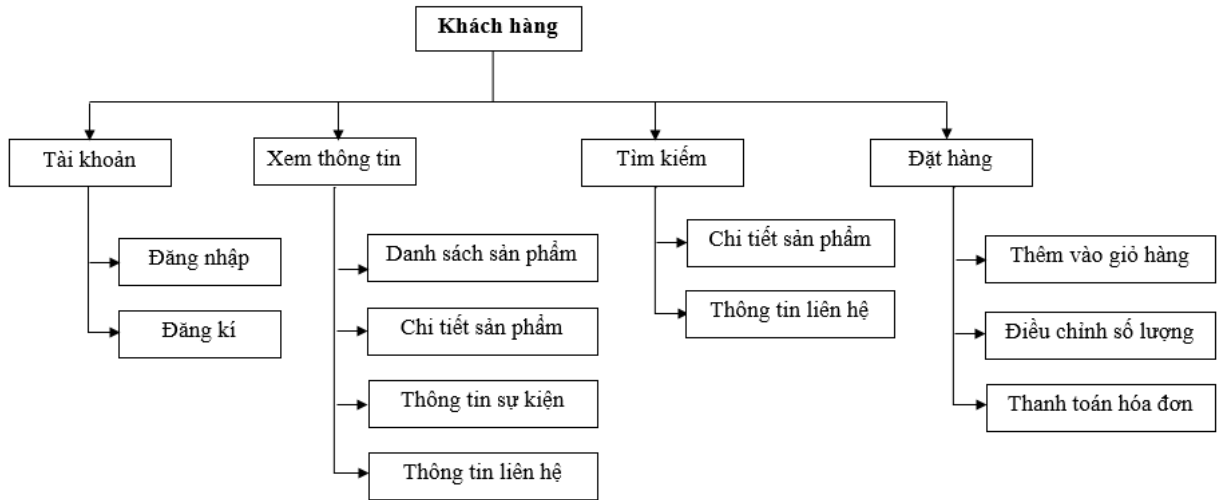 Khách hàng
Tài khoản
Xem thông tin
Tìm kiếm
Đặt hàng
Đăng nhập
Đăng kí
Danh sách sản phẩm
Chi tiết sản phẩm
Thông tin sự kiện
Thông tin liên hệ
Chi tiết sản phẩm
Thông tin liên hệ
Thêm vào giỏ hàng
Điều chỉnh số lượng
Thanh toán hóa đơn